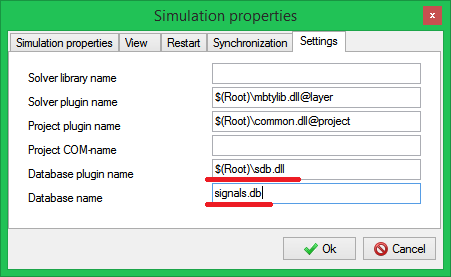 Simulation properties
x
Simulation properties View Restart Synchronization Settings
Solver library name
Solver plugin name $(Root)\mbtylib.dll@layer
Project plugin name $(Root)\common.dll@project
Project COM-name
Database plugin name $(Root)\sdb.dll
Database name signals.db
Ok Cancel